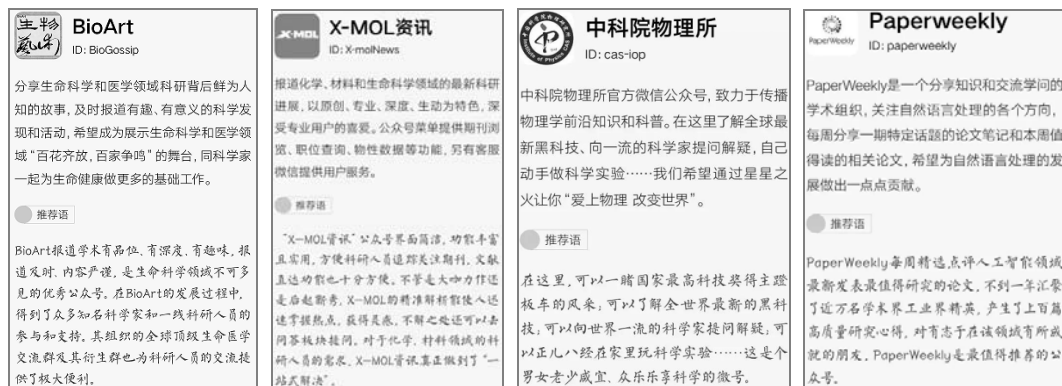 生物
艺术
BioArt
ID: BioGossip
分享生命科学和医学领域科研背后鲜为人
知的故事,及时报道有趣、有意义的科学发
现和活动,希望成为展示生命科学和医学领
域“百花齐放,百家争鸣”的舞台,同科学家
一起为生命健康做更多的基础工作。
推荐语
BioArt报道学术有品位、有深度、有趣味,报
道及时、内容严谨,是生命科学领域不可多
见的优秀公众号。在BioArt的发展过程中,
得到了众多知名科学家和一线科研人员的
参与和支持,其组织的全球顶级生命医学
交流群及其衍生群也为科研人员的交流提
供了极大便利。
X-MOL
X-MOL资讯
ID: X-molNews
报道化学、材料和生命科学领域的最新科研
进展,以原创、专业、深度、生动为特色,深
受专业用户的喜爱。公众号菜单提供期刊浏
览、职位查询、物性数据等功能,另有客服
微信提供用户服务。
推荐语
“X-MOL资讯”公众号界面简洁,功能丰富
且实用,方便科研人员追踪关注期刊,文献
直达功能也十分方便。不管是大咖力作还
是后起新秀,X-MOL的精准解析能使人迅
速掌握热点,获得灵感,不解之处还可以去
问答板块提问。对于化学、材料领域的科
研人员的需求,X-MOL资讯真正做到了“一
站式解决”。
中科院物理所
ID: cas-iop
中科院物理所官方微信公众号,致力于传播
物理学前沿知识和科普。在这里了解全球最
新黑科技、向一流的科学家提问解疑,自己
动手做科学实验……我们希望通过星星之
火让你“爱上物理 改变世界”。
推荐语
在这里,可以一睹国家最高科技奖得主蹬
板车的风采;可以了解全世界最新的黑科
技;可以向世界一流的科学家提问解疑;可
以正儿八经在家里玩科学实验……这是个
男女老少咸宜、众乐乐享科学的微号。
PaperWeekly
Paperweekly
ID: paperweekly
PaperWeekly是一个分享知识和交流学问的
学术组织,关注自然语言处理的各个方向,
每周分享一期特定话题的论文笔记和本周值
得读的相关论文,希望为自然语言处理的发
展做出一点点贡献。
推荐语
PaperWeekly每周精选点评人工智能领域
最新发表最值得研究的论文,不到一年汇聚
了近万名学术界工业界精英,产生了上百篇
高质量研究心得,对有志于在该领域有所成
就的朋友,PaperWeekly是最值得推荐的公
众号。